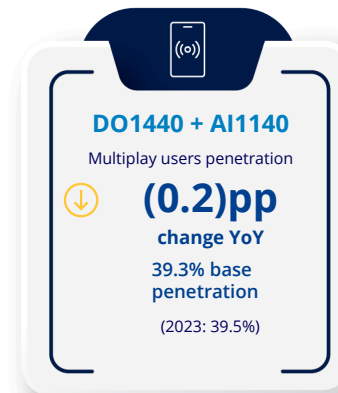 DO1440 + AI1140
Multiplay users penetration
(0.2)pp
change YoY
39.3% base
penetration
(2023: 39.5%)